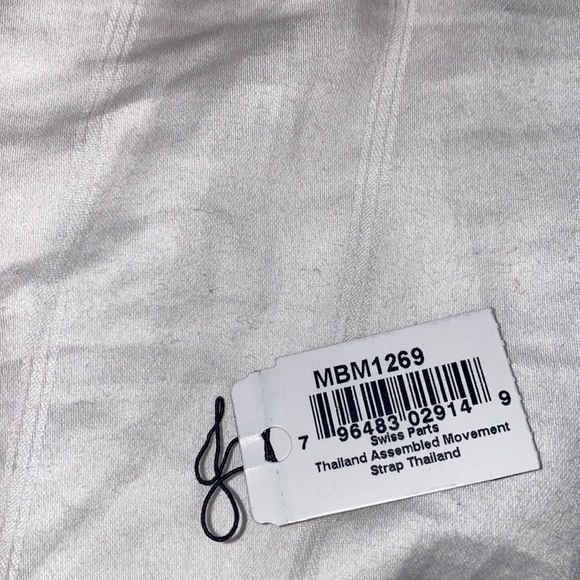 MBM1269
7 96483 02914 9
Swiss Parts
Thailand Assembled Movement
Strap Thailand